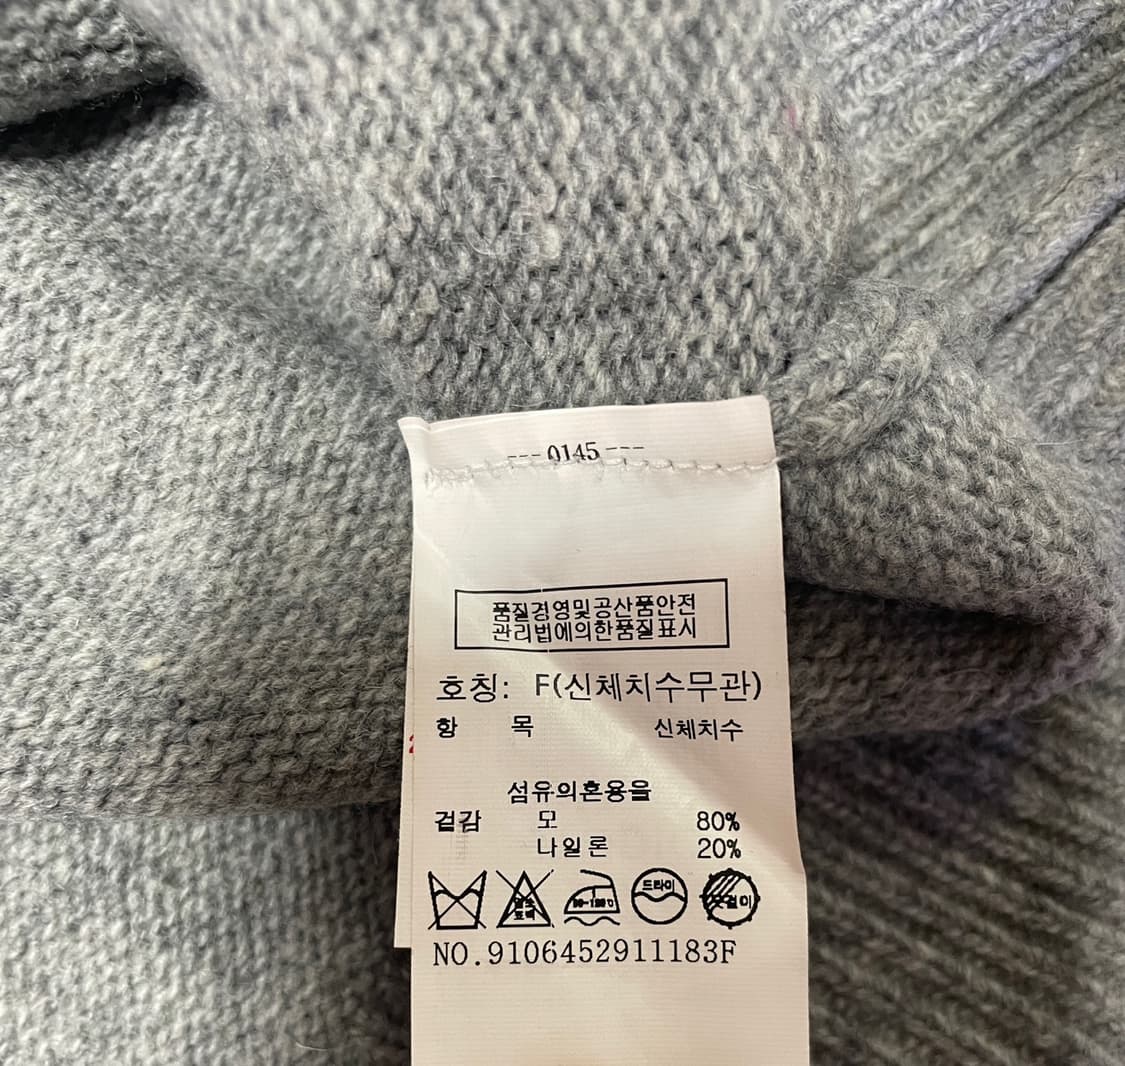 ---0145---
품질경영및공산품안전
관리법에의한품질표시
호칭: F(신체치수무관)
항 목 신체치수
섬유의혼용율
겉감 모 80%
나일론 20%
드라이
NO.9106452911183F